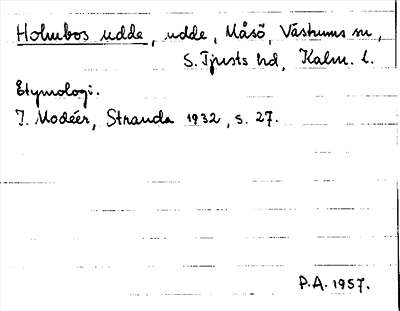 Holmbos udde, udde, Måsö, Västrums sn,
S. Tjusts hd, Kalm. l.
Etymologi.
I. Modéer, Stranda 1932, s. 27.
P.A. 1957.